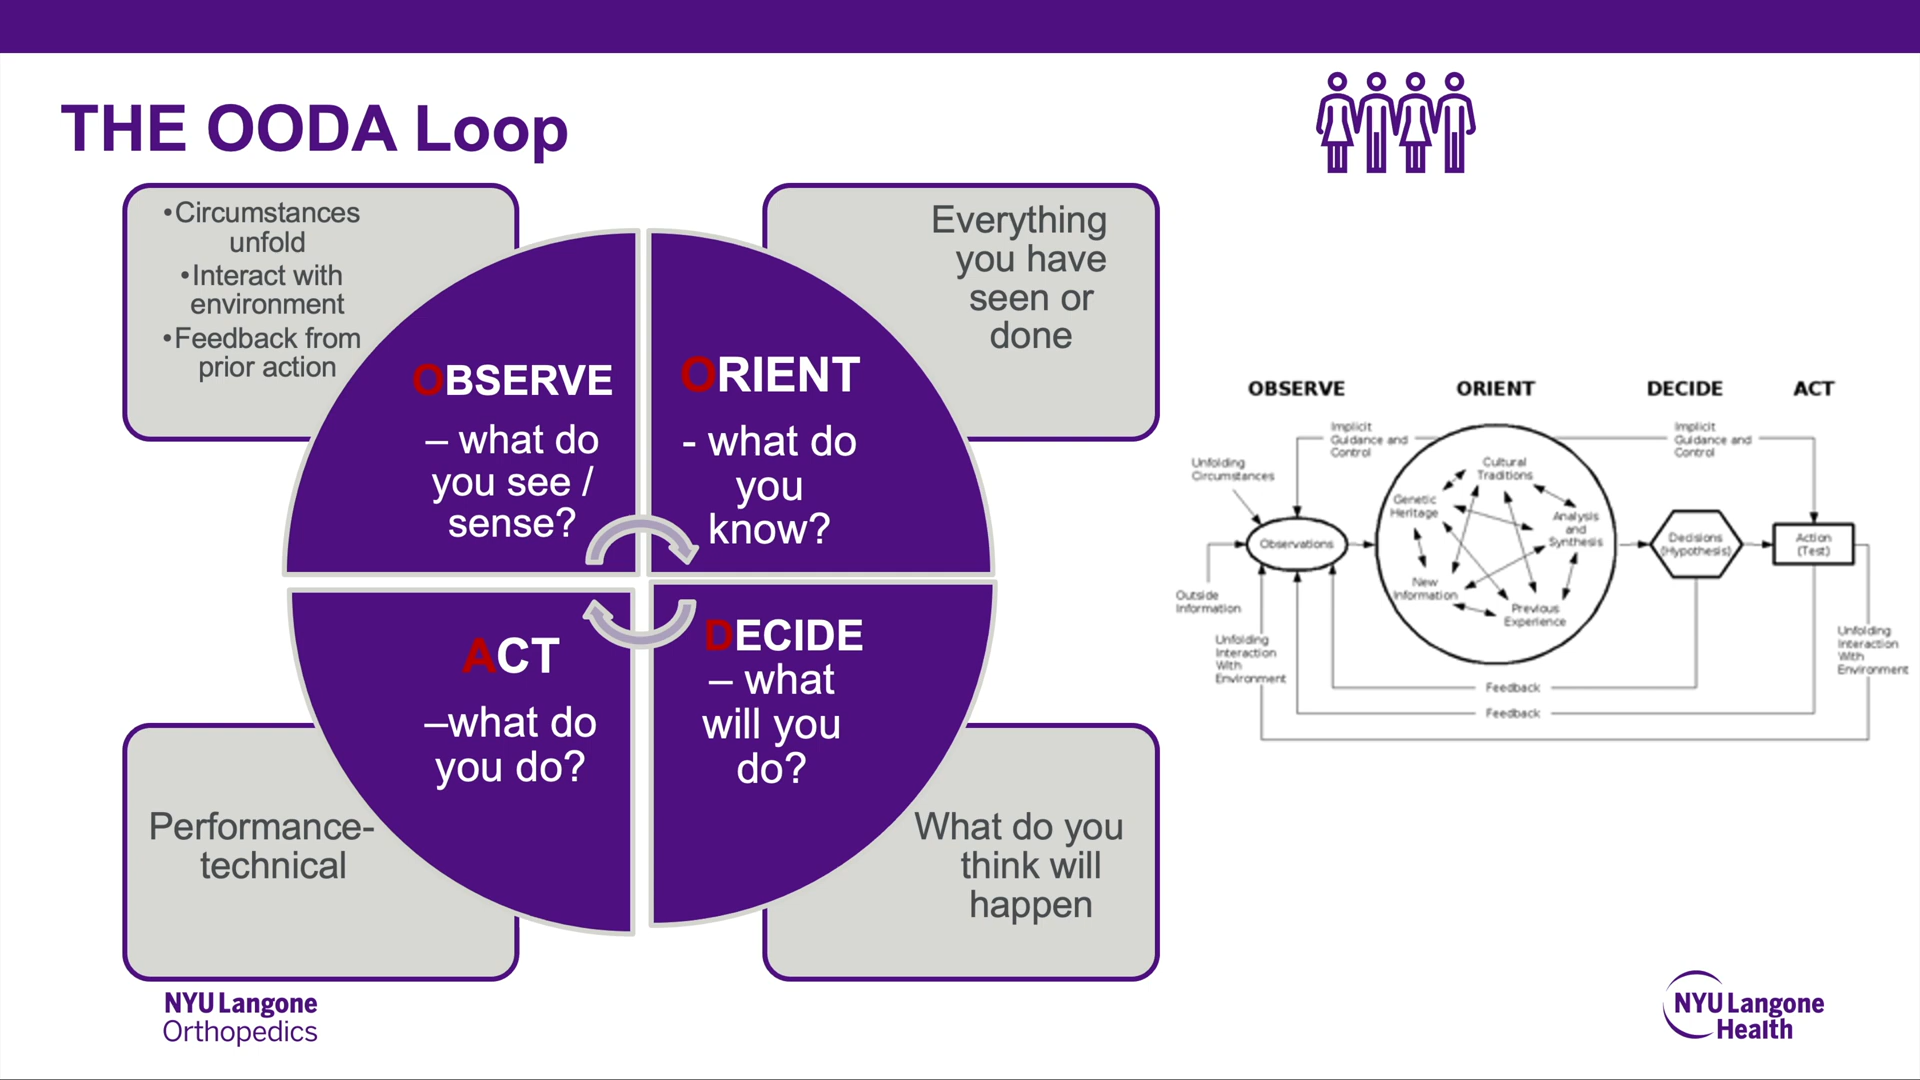 THE OODA Loop
•Circumstances
unfold
•Interact with
environment
•Feedback from
prior action
Everything
you have
seen or
done
OBSERVE
– what do
you see /
sense?
ORIENT
- what do
you
know?
ACT
–what do
you do?
DECIDE
– what
will you
do?
Performance-
technical
What do you
think will
happen
OBSERVE
ORIENT
DECIDE
ACT
Implicit
Guidance and
Control
Implicit
Guidance and
Control
Unfolding
Circumstances
Cultural
Traditions
Genetic
Heritage
Analysis
and
Synthesis
Observations
Decisions
(Hypothesis)
Action
(Test)
New
Information
Previous
Experience
Outside
Information
Unfolding
Interaction
With
Environment
Unfolding
Interaction
With
Environment
Feedback
Feedback
NYU Langone
Orthopedics
NYU Langone
Health